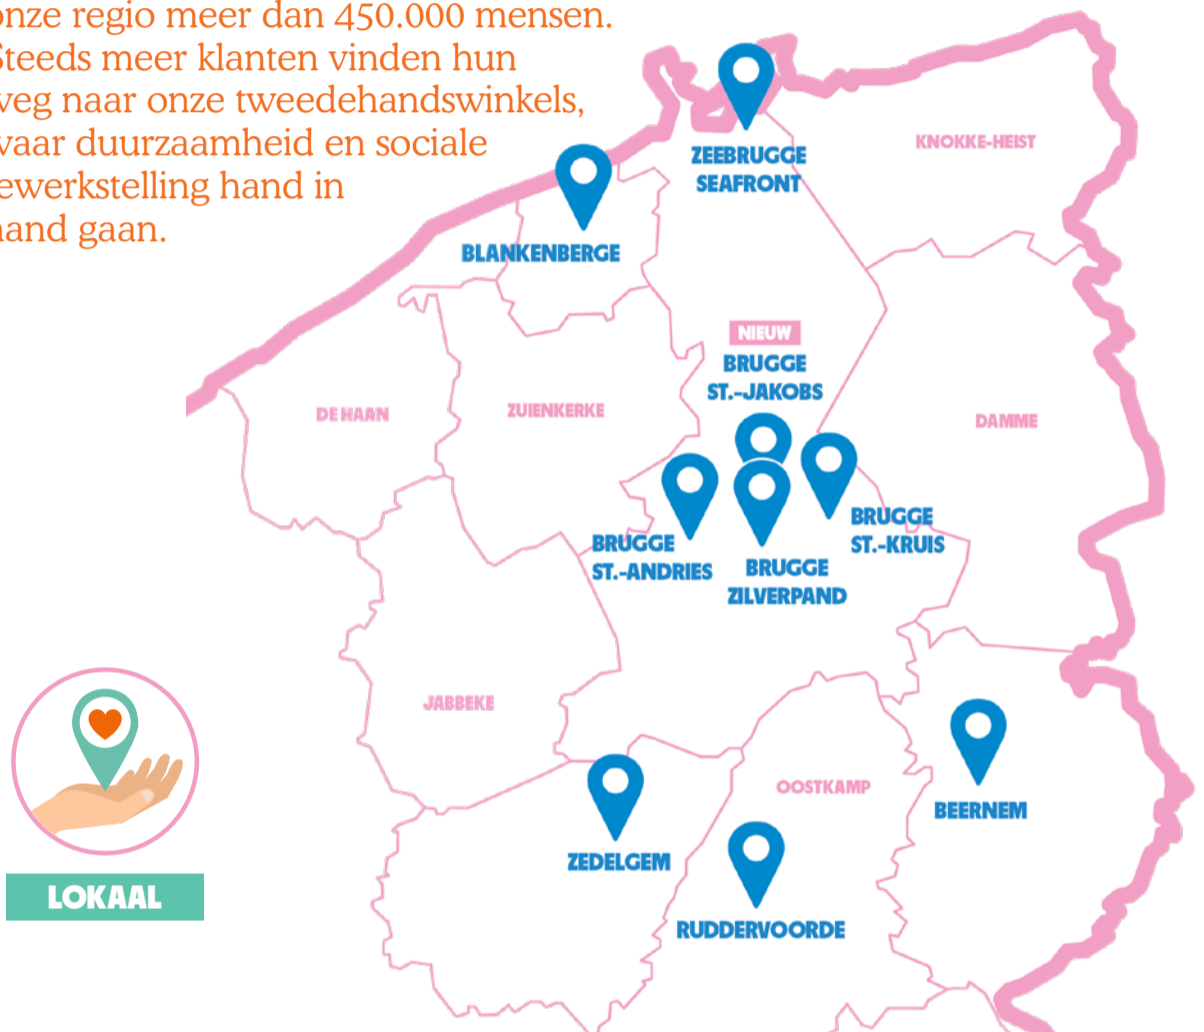 onze regio meer dan 450.000 mensen.
Steeds meer klanten vinden hun
weg naar onze tweedehandswinkels,
waar duurzaamheid en sociale
ewerkstelling hand in
hand gaan.
KNOKKE-HEIST
ZEEBRUGGE
SEAFRONT
BLANKENBERGE
NIEUW
BRUGGE
ST.-JAKOBS
DE HAAN
ZUIENKERKE
DAMME
BRUGGE
ST.-KRUIS
BRUGGE
ST.-ANDRIES
BRUGGE
ZILVERPAND
JABBEKE
OOSTKAMP
BEERNEM
ZEDELGEM
LOKAAL
RUDDERVOORDE